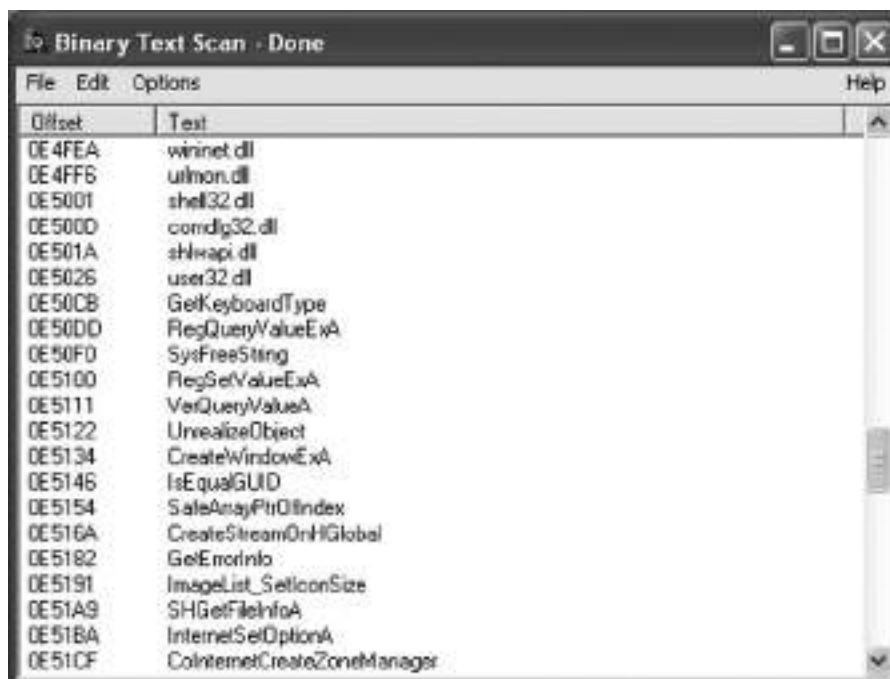 Binary Text Scan - Done
File Edit Options Help
Offset Text
0E4FEA wininet.dll
0E4FF6 urlmon.dll
0E5001 shell32.dll
0E500D comdlg32.dll
0E501A shlwapi.dll
0E5026 user32.dll
0E50CB GetKeyboardType
0E50DD RegQueryValueExA
0E50F0 SysFreeString
0E5100 RegSetValueExA
0E5111 VerQueryValueA
0E5122 UnrealizeObject
0E5134 CreateWindowExA
0E5146 IsEqualGUID
0E5154 SafeArrayPtrOfIndex
0E516A CreateStreamOnHGlobal
0E5182 GetErrorInfo
0E5191 ImageList_SetIconSize
0E51A9 SHGetFileInfoA
0E51BA InternetSetOptionA
0E51CF CoInternetCreateZoneManager